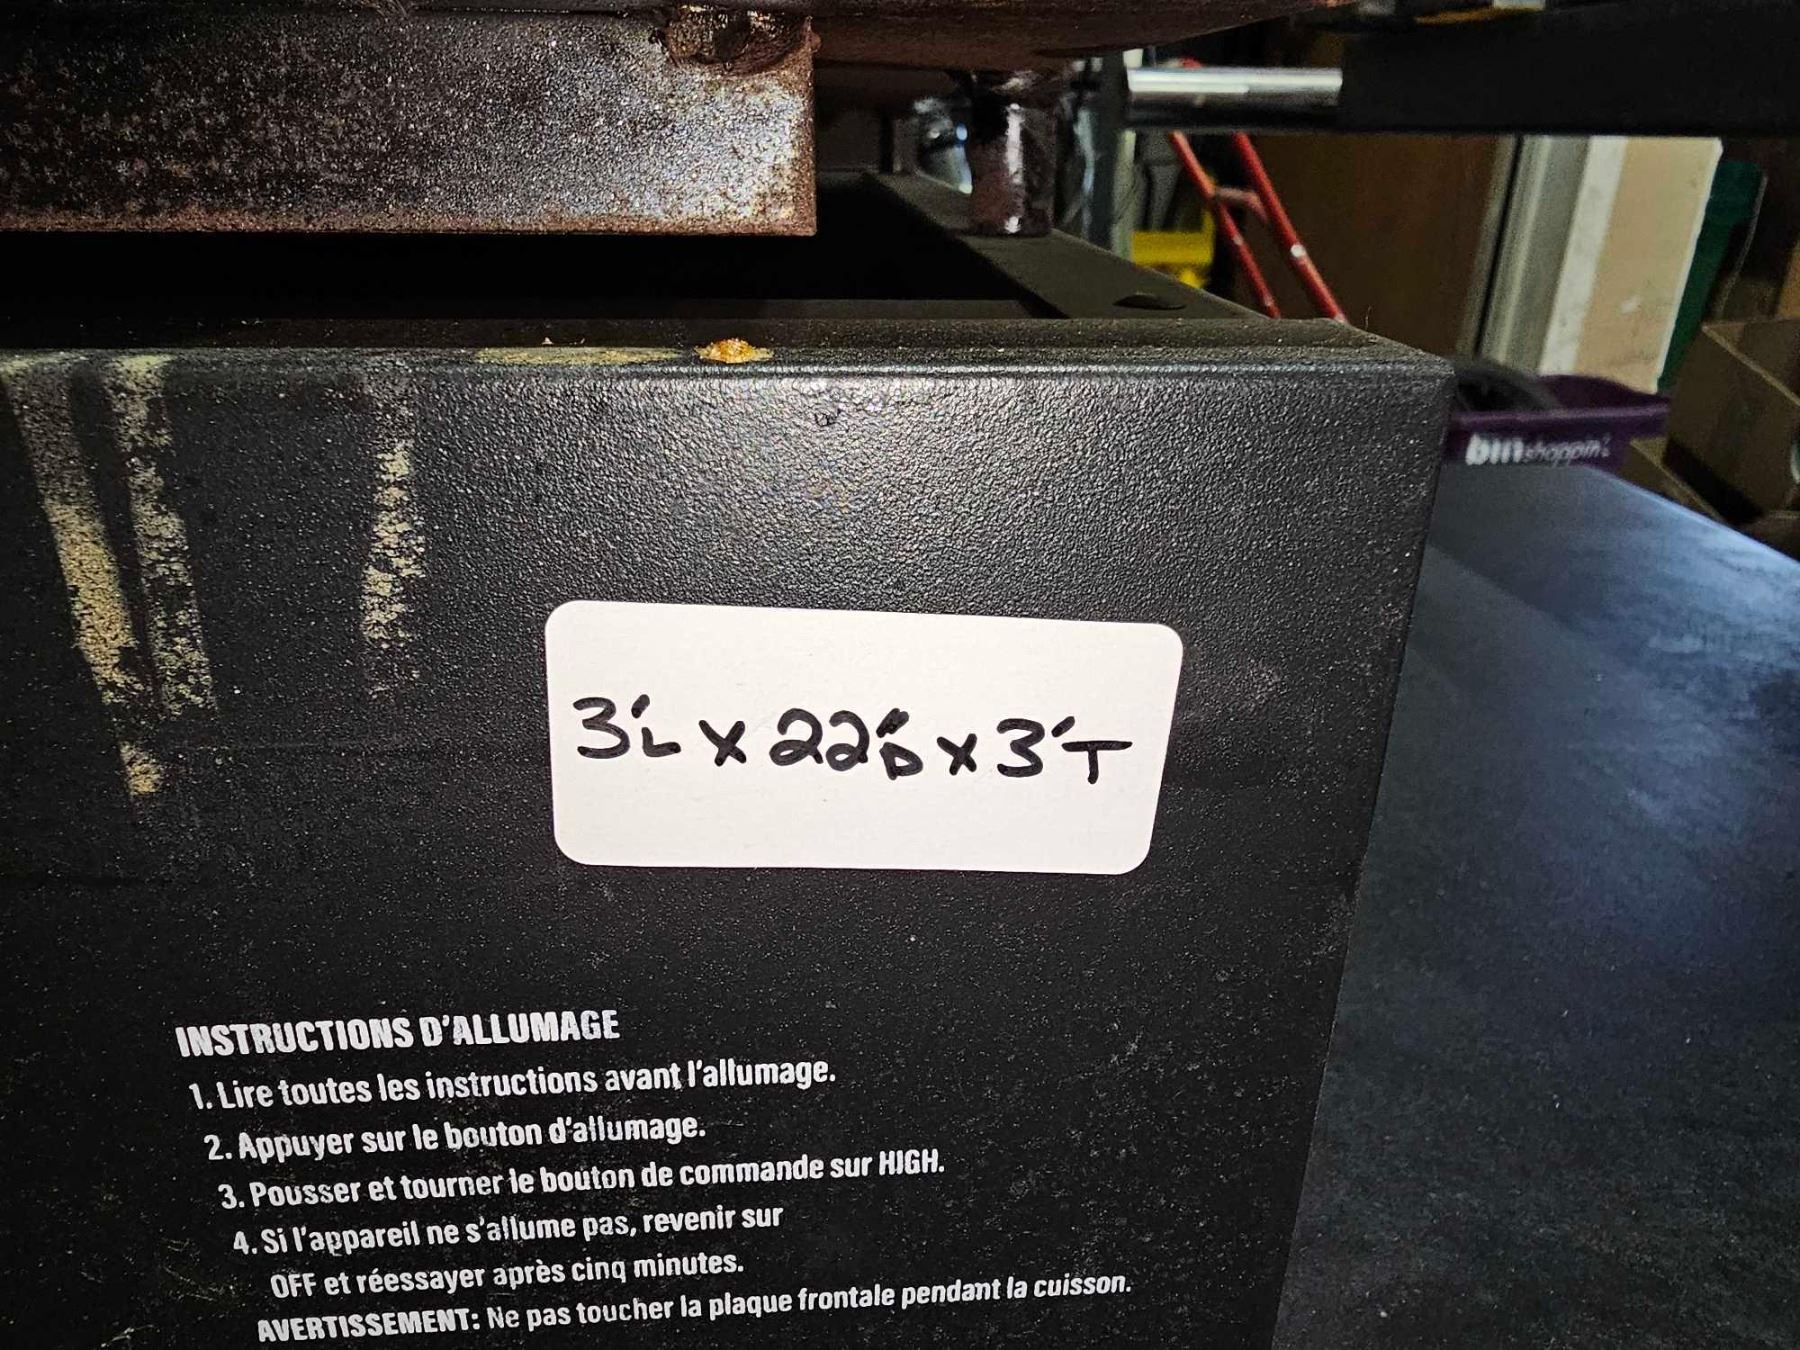 binshoppin'
3'L x 22"D x 3'T
INSTRUCTIONS D'ALLUMAGE
1. Lire toutes les instructions avant l'allumage.
2. Appuyer sur le bouton d'allumage.
3. Pousser et tourner le bouton de commande sur HIGH.
4. Si l'appareil ne s'allume pas, revenir sur
OFF et réessayer après cinq minutes.
AVERTISSEMENT: Ne pas toucher la plaque frontale pendant la cuisson.